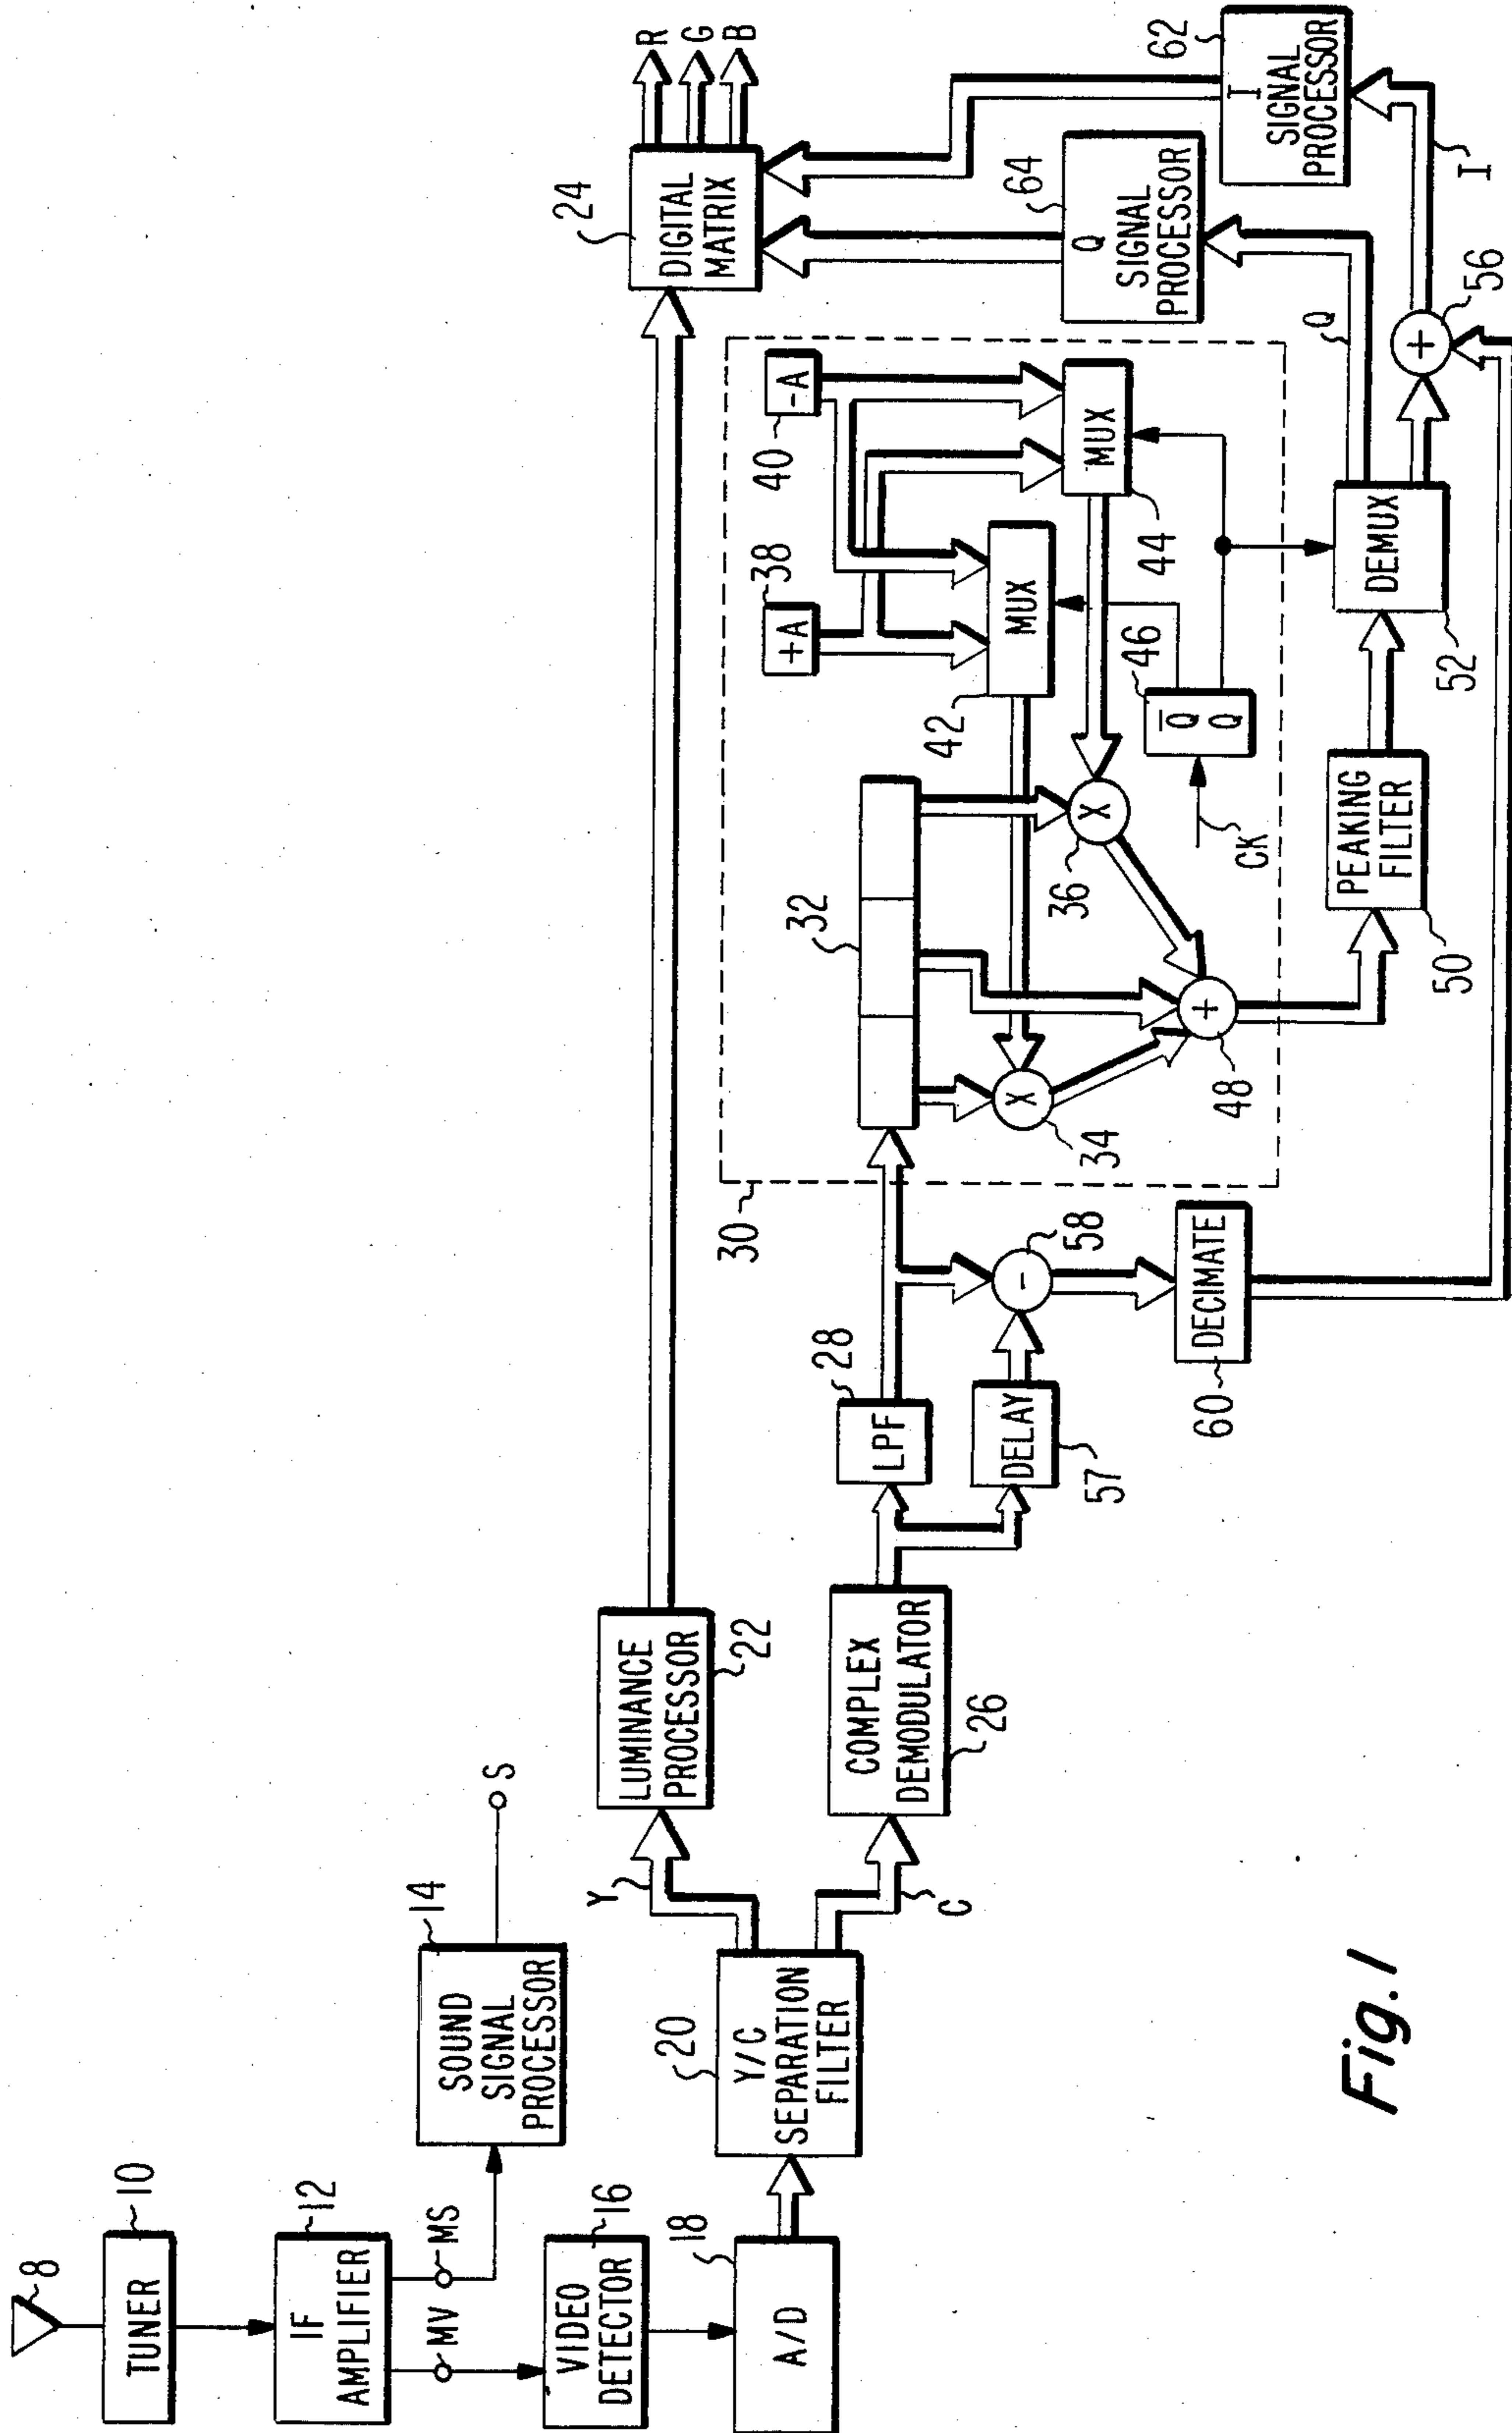 8
10
TUNER
12
IF
AMPLIFIER
MV
MS
14
SOUND
SIGNAL
PROCESSOR
S
16
VIDEO
DETECTOR
18
A/D
20
Y/C
SEPARATION
FILTER
Y
C
LUMINANCE
PROCESSOR
22
COMPLEX
DEMODULATOR
26
28
LPF
DELAY
57
58
-
DECIMATE
60
30
32
34
X
36
X
+A
38
-A
40
MUX
42
MUX
44
46
Q̅
Q
CK
+
48
PEAKING
FILTER
50
DEMUX
52
Q
+
56
I
Q
SIGNAL
PROCESSOR
64
I
SIGNAL
PROCESSOR
62
24
DIGITAL
MATRIX
R
G
B
Fig. 1